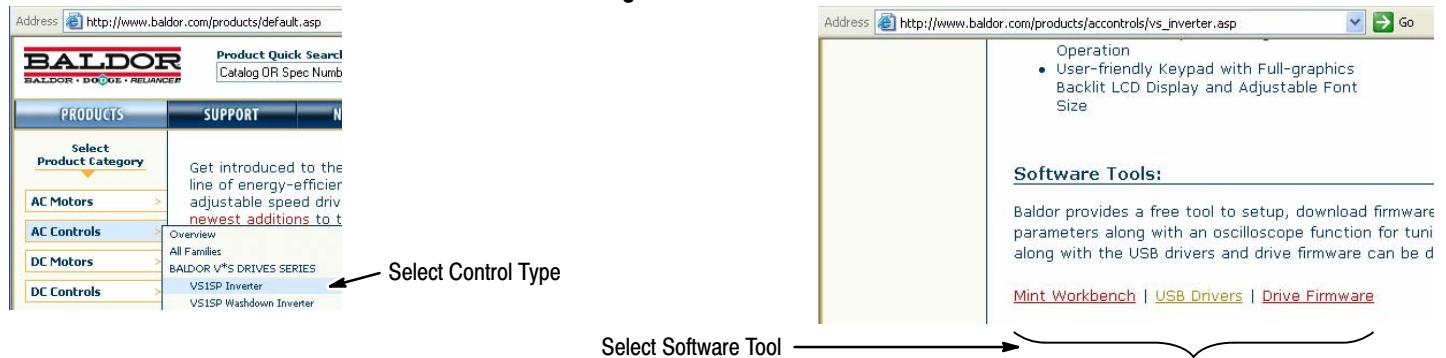 Address http://www.baldor.com/products/default.asp
BALDOR
BALDOR • DODGE • RELIANCE
Product Quick Search
Catalog OR Spec Numb
PRODUCTS SUPPORT N
Select
Product Category
AC Motors >
AC Controls >
DC Motors >
DC Controls >
Get introduced to the
line of energy-efficien
adjustable speed driv
newest additions to t
Overview
All Families
BALDOR V*S DRIVES SERIES
VS1SP Inverter
VS1SP Washdown Inverter
Select Control Type
Address http://www.baldor.com/products/accontrols/vs_inverter.asp Go
Operation
• User-friendly Keypad with Full-graphics
Backlit LCD Display and Adjustable Font
Size
Software Tools:
Baldor provides a free tool to setup, download firmware
parameters along with an oscilloscope function for tuni
along with the USB drivers and drive firmware can be d
Mint Workbench | USB Drivers | Drive Firmware
Select Software Tool